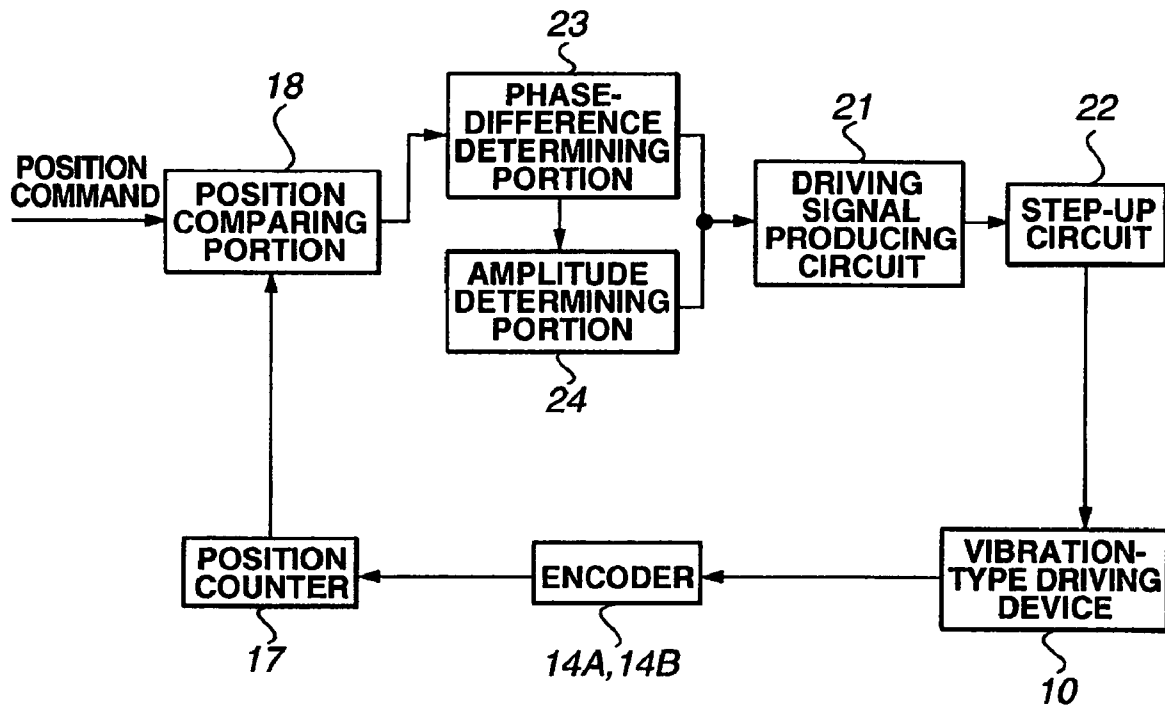 23
18
PHASE-
DIFFERENCE
DETERMINING
PORTION
21
22
POSITION
COMMAND
POSITION
COMPARING
PORTION
DRIVING
SIGNAL
PRODUCING
CIRCUIT
STEP-UP
CIRCUIT
AMPLITUDE
DETERMINING
PORTION
24
POSITION
COUNTER
17
ENCODER
14A, 14B
VIBRATION-
TYPE DRIVING
DEVICE
10